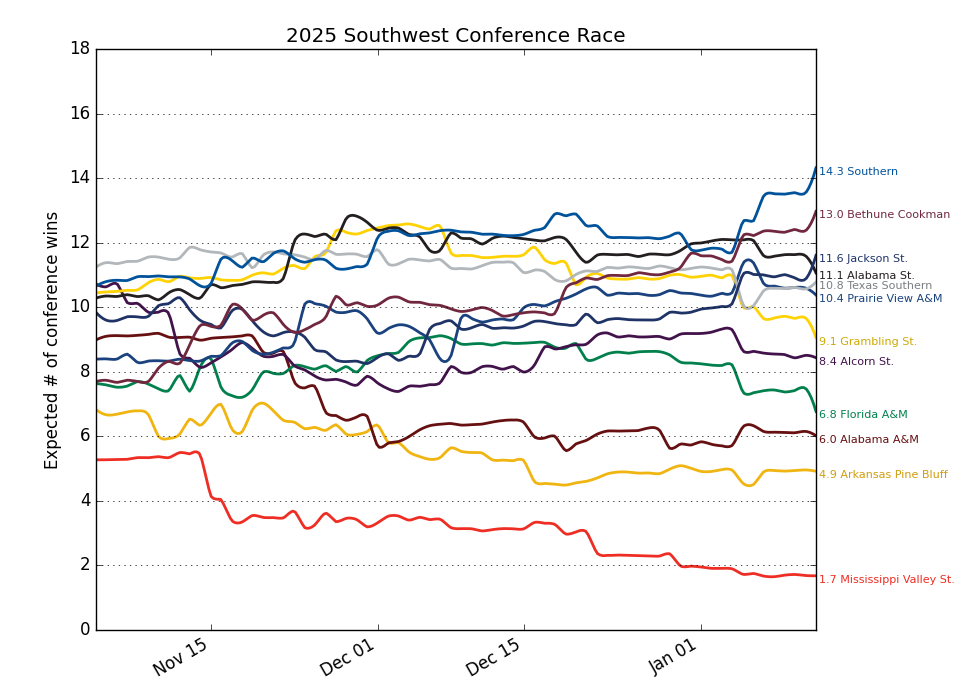 2025 Southwest Conference Race
Expected # of conference wins
18
16
14
12
10
8
6
4
2
0
Nov 15
Dec 01
Dec 15
Jan 01
14.3 Southern
13.0 Bethune Cookman
11.6 Jackson St.
11.1 Alabama St.
10.8 Texas Southern
10.4 Prairie View A&M
9.1 Grambling St.
8.4 Alcorn St.
6.8 Florida A&M
6.0 Alabama A&M
4.9 Arkansas Pine Bluff
1.7 Mississippi Valley St.